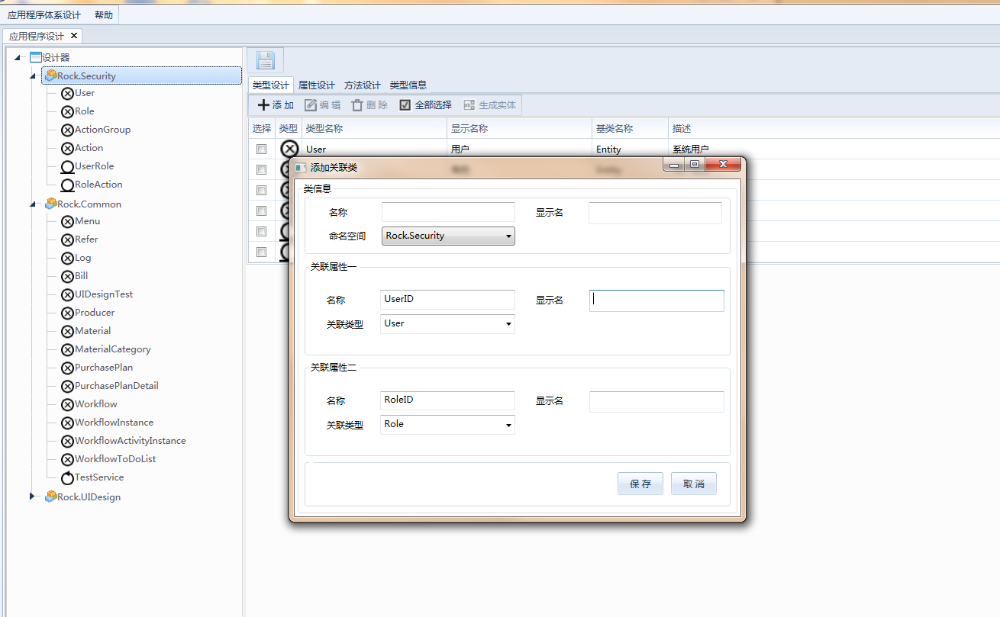 应用程序体系设计 帮助
应用程序设计
设计器
Rock.Security
User
Role
ActionGroup
Action
UserRole
RoleAction
Rock.Common
Menu
Refer
Log
Bill
UIDesignTest
Producer
Material
MaterialCategory
PurchasePlan
PurchasePlanDetail
Workflow
WorkflowInstance
WorkflowActivityInstance
WorkflowToDoList
TestService
Rock.UIDesign
类型设计 属性设计 方法设计 类型信息
添加 编辑 删除 全部选择 生成实体
选择 类型 类型名称 显示名称 基类名称 描述
User 用户 Entity 系统用户
添加关联类
类信息
名称 显示名
命名空间 Rock.Security
关联属性一
名称 UserID 显示名
关联类型 User
关联属性二
名称 RoleID 显示名
关联类型 Role
保存 取消